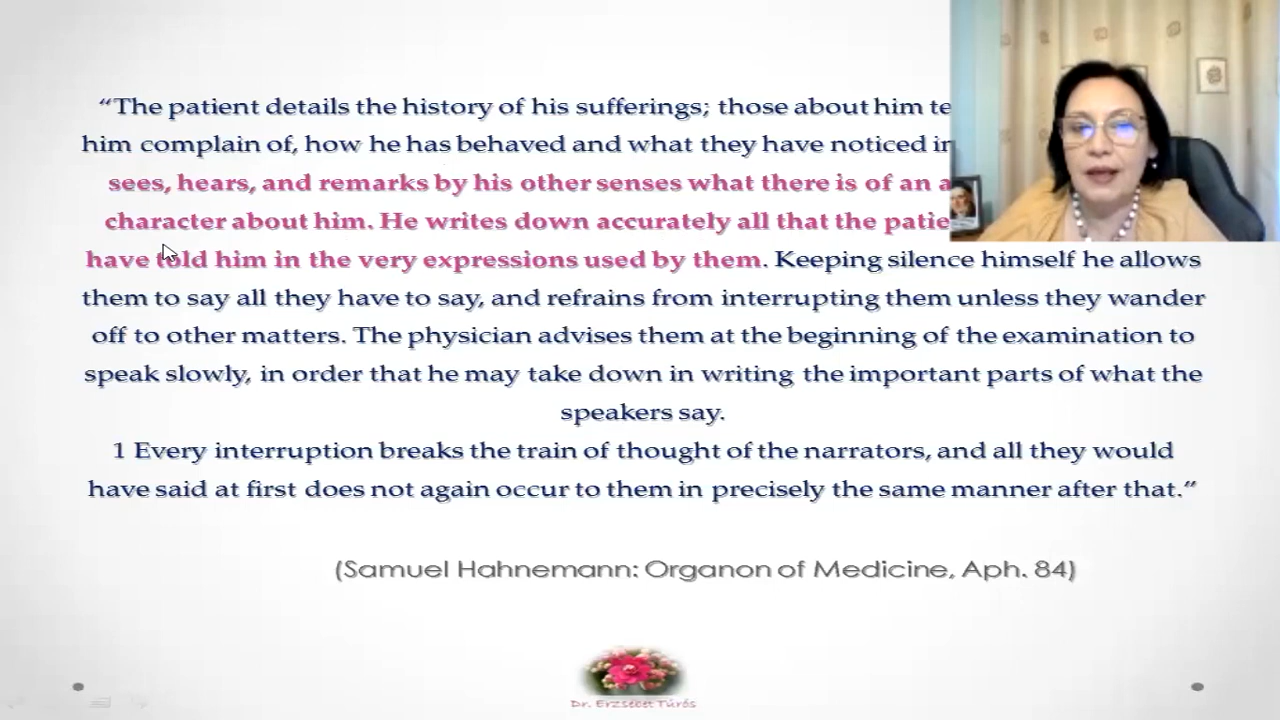 “The patient details the history of his sufferings; those about him te
him complain of, how he has behaved and what they have noticed in
sees, hears, and remarks by his other senses what there is of an a
character about him. He writes down accurately all that the patie
have told him in the very expressions used by them. Keeping silence himself he allows
them to say all they have to say, and refrains from interrupting them unless they wander
off to other matters. The physician advises them at the beginning of the examination to
speak slowly, in order that he may take down in writing the important parts of what the
speakers say.
1 Every interruption breaks the train of thought of the narrators, and all they would
have said at first does not again occur to them in precisely the same manner after that.”
(Samuel Hahnemann: Organon of Medicine, Aph. 84)
Dr. Erzsébet Túrós